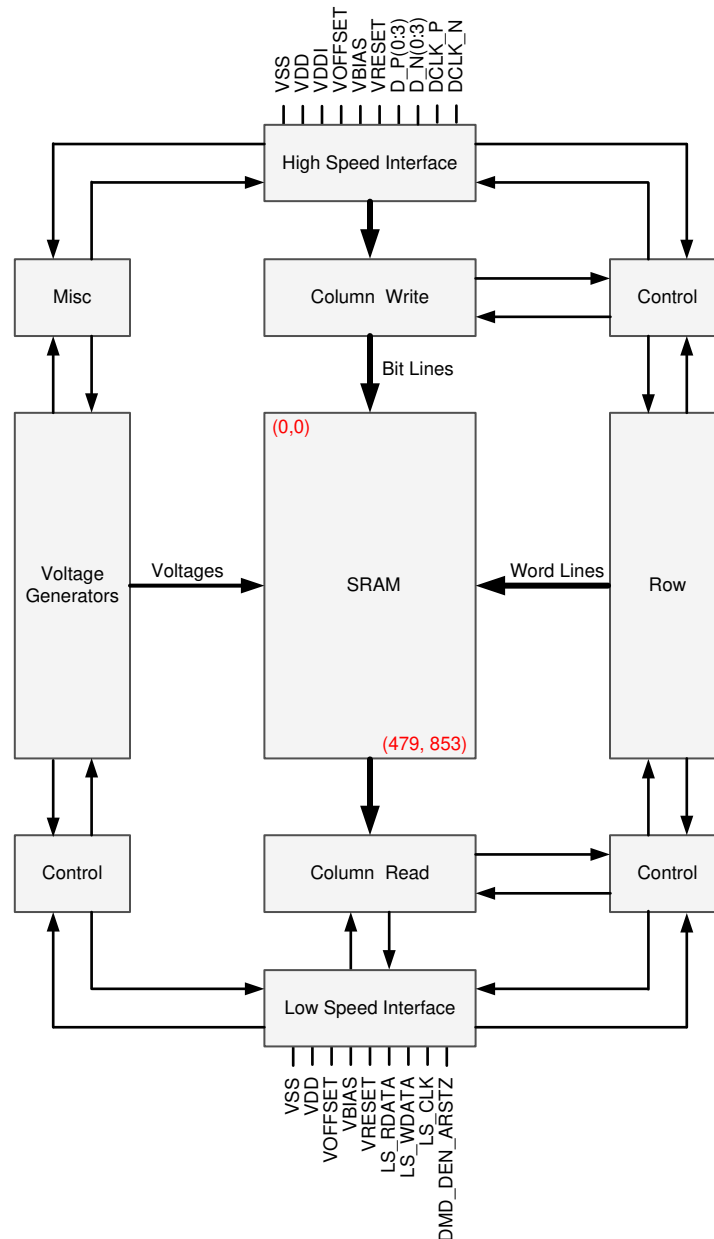 VSS
VDD
VDDI
VOFFSET
VBIAS
VRESET
D_P(0:3)
D_N(0:3)
DCLK_P
DCLK_N
High Speed Interface
Misc
Column Write
Control
Bit Lines
(0,0)
Voltage
Generators
Voltages
SRAM
Word Lines
Row
(479, 853)
Control
Column Read
Control
Low Speed Interface
VSS
VDD
VOFFSET
VBIAS
VRESET
LS_RDATA
LS_WDATA
LS_CLK
DMD_DEN_ARSTZ